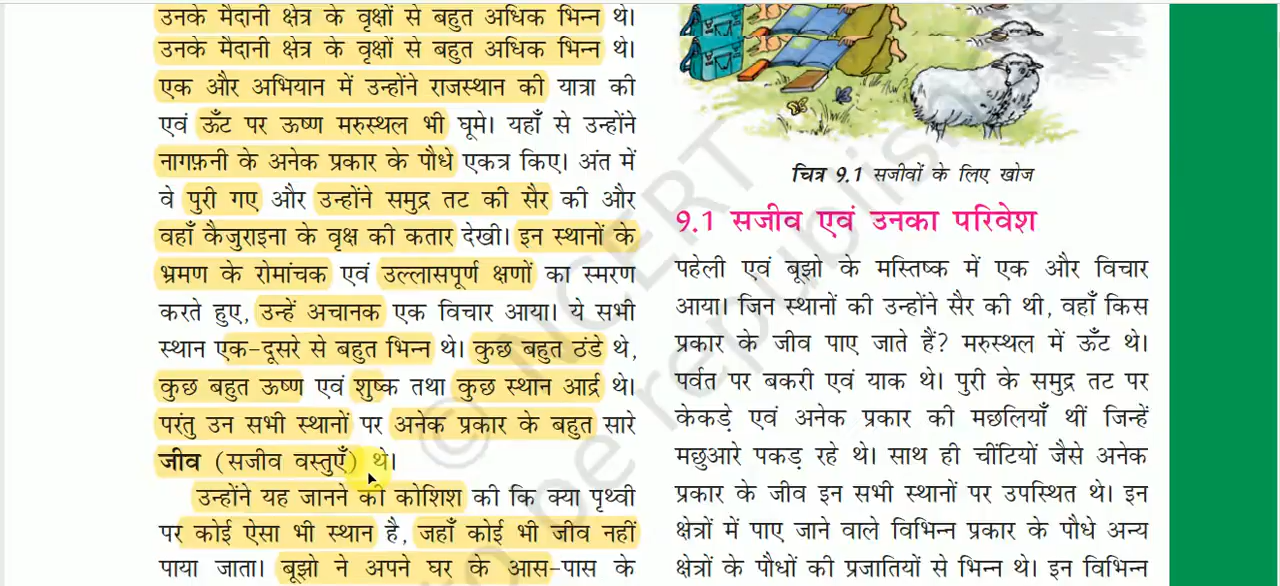 उनके मैदानी क्षेत्र के वृक्षों से बहुत अधिक भिन्न थे।
उनके मैदानी क्षेत्र के वृक्षों से बहुत अधिक भिन्न थे।
एक और अभियान में उन्होंने राजस्थान की यात्रा की
एवं ऊँट पर ऊष्ण मरुस्थल भी घूमे। यहाँ से उन्होंने
नागफ़नी के अनेक प्रकार के पौधे एकत्र किए। अंत में
वे पुरी गए और उन्होंने समुद्र तट की सैर की और
वहाँ कैजुराइना के वृक्ष की कतार देखी। इन स्थानों के
भ्रमण के रोमांचक एवं उल्लासपूर्ण क्षणों का स्मरण
करते हुए, उन्हें अचानक एक विचार आया। ये सभी
स्थान एक-दूसरे से बहुत भिन्न थे। कुछ बहुत ठंडे थे,
कुछ बहुत ऊष्ण एवं शुष्क तथा कुछ स्थान आर्द्र थे।
परंतु उन सभी स्थानों पर अनेक प्रकार के बहुत सारे
जीव (सजीव वस्तुएँ) थे।
उन्होंने यह जानने की कोशिश की कि क्या पृथ्वी
पर कोई ऐसा भी स्थान है, जहाँ कोई भी जीव नहीं
पाया जाता। बूझो ने अपने घर के आस-पास के
चित्र 9.1 सजीवों के लिए खोज
9.1 सजीव एवं उनका परिवेश
पहेली एवं बूझो के मस्तिष्क में एक और विचार
आया। जिन स्थानों की उन्होंने सैर की थी, वहाँ किस
प्रकार के जीव पाए जाते हैं? मरुस्थल में ऊँट थे।
पर्वत पर बकरी एवं याक थे। पुरी के समुद्र तट पर
केकड़े एवं अनेक प्रकार की मछलियाँ थीं जिन्हें
मछुआरे पकड़ रहे थे। साथ ही चींटियों जैसे अनेक
प्रकार के जीव इन सभी स्थानों पर उपस्थित थे। इन
क्षेत्रों में पाए जाने वाले विभिन्न प्रकार के पौधे अन्य
क्षेत्रों के पौधों की प्रजातियों से भिन्न थे। इन विभिन्न
© NCERT
to be republish